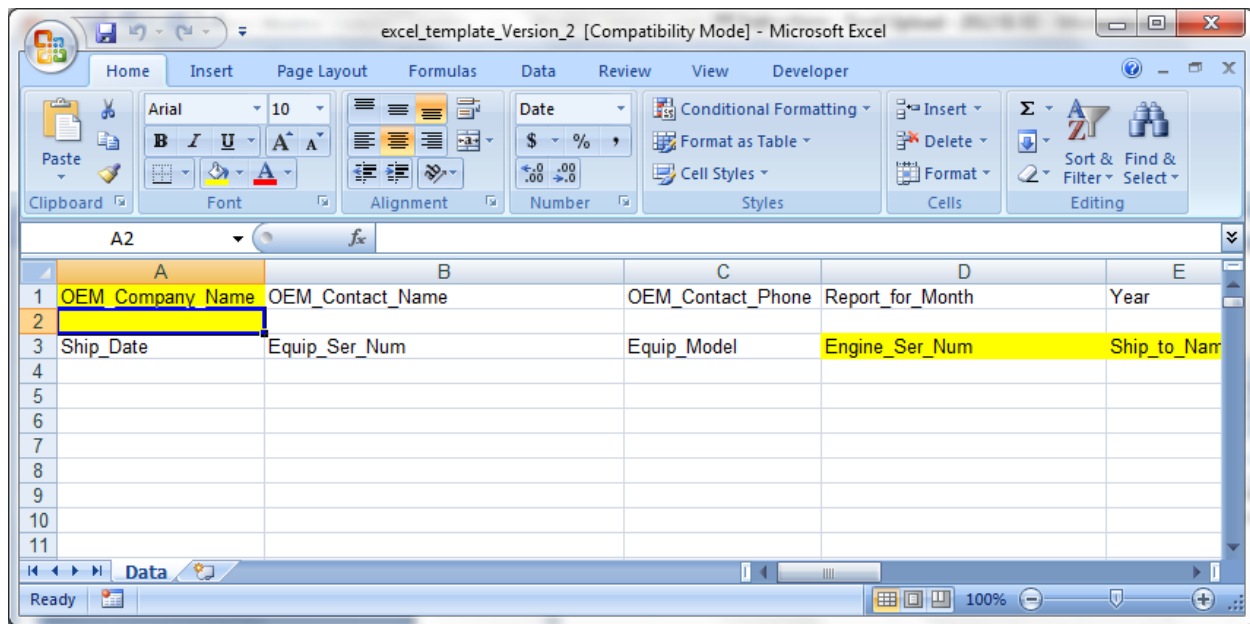 excel_template_Version_2 [Compatibility Mode] - Microsoft Excel
Home Insert Page Layout Formulas Data Review View Developer
Arial 10 Date Conditional Formatting Insert Σ
B I U A A $ % , Format as Table Delete
Paste Sort & Find &
A .0 .00 .00 .0 Cell Styles Format Filter Select
Clipboard Font Alignment Number Styles Cells Editing
A2 fx
A B C D E
1 OEM_Company_Name OEM_Contact_Name OEM_Contact_Phone Report_for_Month Year
2
3 Ship_Date Equip_Ser_Num Equip_Model Engine_Ser_Num Ship_to_Nam
4
5
6
7
8
9
10
11
Data
Ready 100%